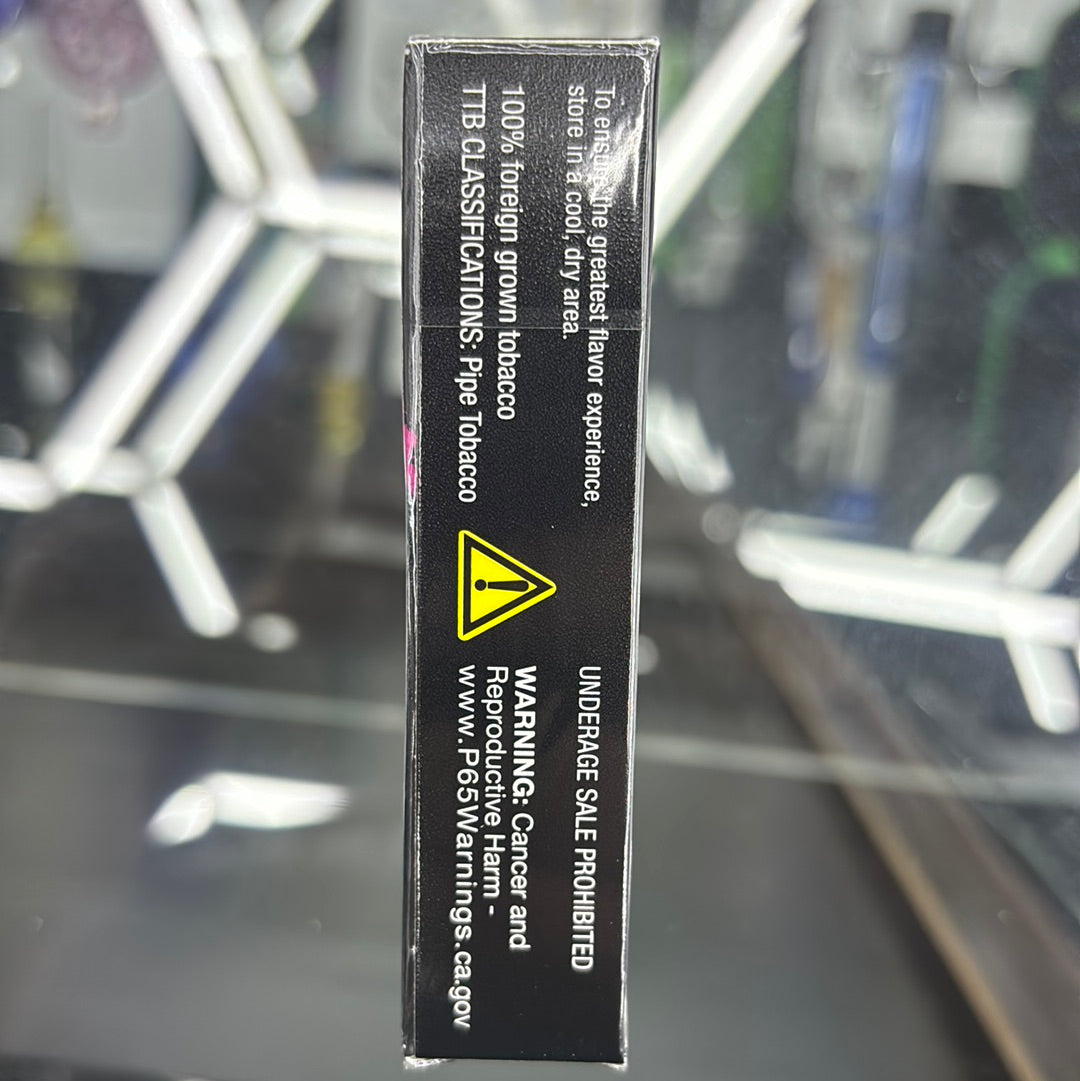 To ensure the greatest flavor experience,
store in a cool, dry area.
100% foreign grown tobacco
TTB CLASSIFICATIONS: Pipe Tobacco
UNDERAGE SALE PROHIBITED
WARNING: Cancer and
Reproductive Harm -
www.P65Warnings.ca.gov